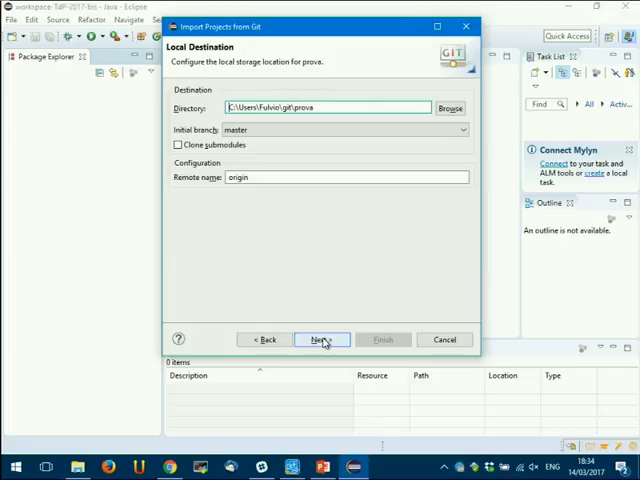 workspace-TdP-2017-bis - Java - Eclipse
File Edit Source Refactor Navigate
Quick Access
Package Explorer
Import Projects from Git
Local Destination
Configure the local storage location for prova.
GIT
Destination
Directory: C:\Users\Fulvio\git\prova Browse
Initial branch: master
Clone submodules
Configuration
Remote name: origin
< Back Next > Finish Cancel
Task List
Find All Activ...
Connect Mylyn
Connect to your task and
ALM tools or create a local
task.
Outline
An outline is not available.
0 items
Description Resource Path Location Type
ENG
18:34
14/03/2017